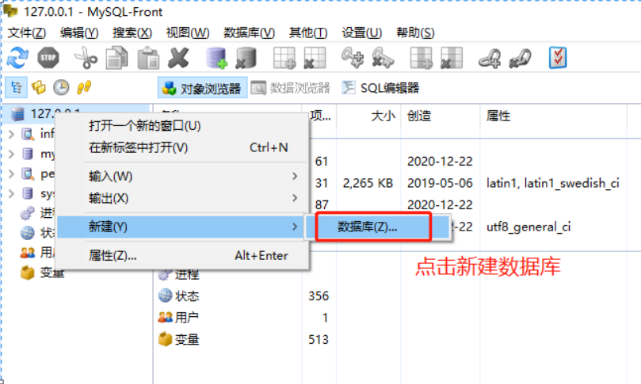 127.0.0.1 - MySQL-Front
文件(Z) 编辑(Y) 搜索(X) 视图(W) 数据库(V) 其他(T) 设置(U) 帮助(S)
对象浏览器 数据浏览器 SQL编辑器
127.0.0.1 项... 大小 创造 属性
打开一个新的窗口(U)
inf
在新标签中打开(V) Ctrl+N
my 61 2020-12-22
输入(W)
pe 31 2,265 KB 2019-05-06 latin1, latin1_swedish_ci
输出(X)
sys 87 2020-12-22
进程 新建(Y) 数据库(Z)... -22 utf8_general_ci
状态
用户 属性(Z)... Alt+Enter
点击新建数据库
变量 进程
状态 356
用户 1
变量 513